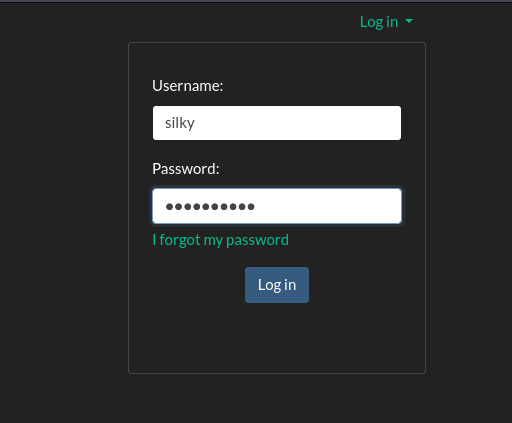 Log in
Username:
silky
Password:
●●●●●●●●●●
I forgot my password
Log in